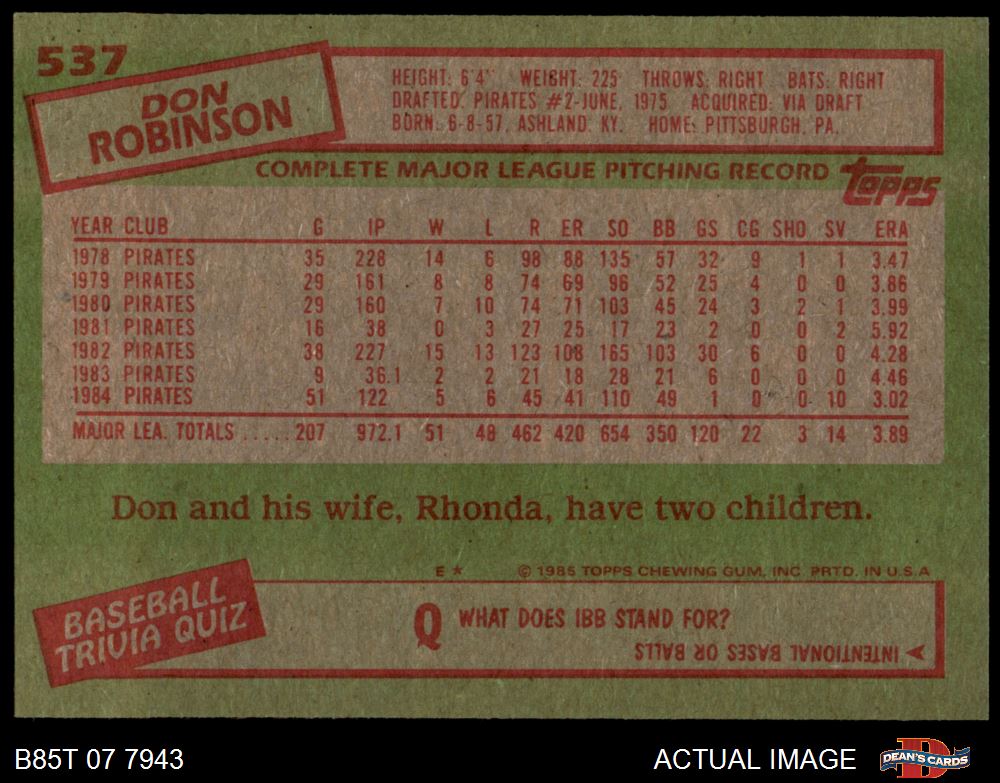 537
DON
ROBINSON
HEIGHT: 6'4" WEIGHT: 225 THROWS: RIGHT BATS: RIGHT
DRAFTED: PIRATES #2-JUNE, 1975 ACQUIRED: VIA DRAFT
BORN: 6-8-57, ASHLAND, KY. HOME: PITTSBURGH, PA.
COMPLETE MAJOR LEAGUE PITCHING RECORD
topps
YEAR CLUB G IP W L R ER SO BB GS CG SHO SV ERA
1978 PIRATES 35 228 14 6 98 88 135 57 32 9 1 1 3.47
1979 PIRATES 29 161 8 8 74 69 96 52 25 4 0 0 3.86
1980 PIRATES 29 160 7 10 74 71 103 45 24 3 2 1 3.99
1981 PIRATES 16 38 0 3 27 25 17 23 2 0 0 2 5.92
1982 PIRATES 38 227 15 13 123 108 165 103 30 6 0 0 4.28
1983 PIRATES 9 36.1 2 2 21 18 28 21 6 0 0 0 4.46
1984 PIRATES 51 122 5 6 45 41 110 49 1 0 0 10 3.02
MAJOR LEA. TOTALS ..... 207 972.1 51 48 462 420 654 350 120 22 3 14 3.89
Don and his wife, Rhonda, have two children.
E * © 1985 TOPPS CHEWING GUM, INC. PRTD. IN U.S.A
BASEBALL
TRIVIA QUIZ
Q WHAT DOES IBB STAND FOR?
INTENTIONAL BASES OR BALLS
B85T 07 7943
ACTUAL IMAGE
D
DEAN'S CARDS